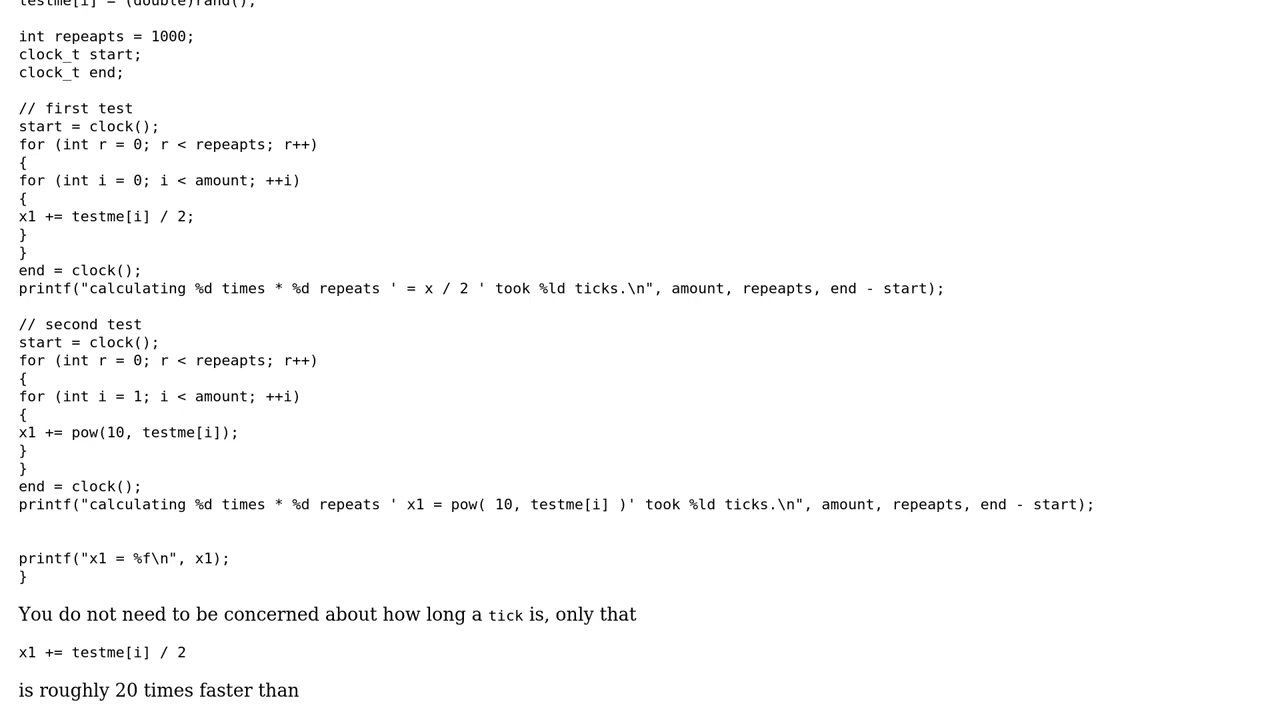 testme[i] = (double)rand();
int repeapts = 1000;
clock_t start;
clock_t end;
// first test
start = clock();
for (int r = 0; r < repeapts; r++)
{
for (int i = 0; i < amount; ++i)
{
x1 += testme[i] / 2;
}
}
end = clock();
printf("calculating %d times * %d repeats ' = x / 2 ' took %ld ticks.\n", amount, repeapts, end - start);
// second test
start = clock();
for (int r = 0; r < repeapts; r++)
{
for (int i = 1; i < amount; ++i)
{
x1 += pow(10, testme[i]);
}
}
end = clock();
printf("calculating %d times * %d repeats ' x1 = pow( 10, testme[i] )' took %ld ticks.\n", amount, repeapts, end - start);
printf("x1 = %f\n", x1);
}
You do not need to be concerned about how long a tick is, only that
x1 += testme[i] / 2
is roughly 20 times faster than